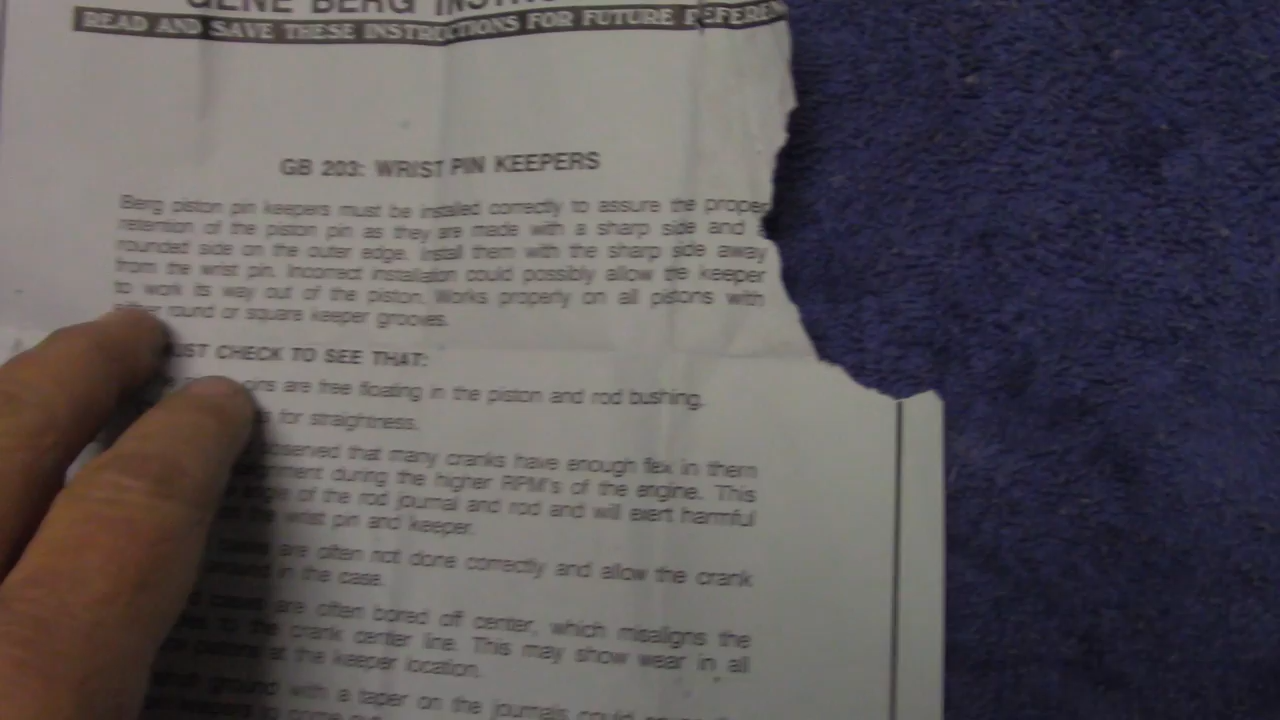 GENE BERG
READ AND SAVE THESE INSTRUCTIONS FOR FUTURE REFEREN
GB 203: WRIST PIN KEEPERS
Berg piston pin keepers must be installed correctly to assure the proper
retention of the piston pin as they are made with a sharp side and a
rounded side on the outer edge. Install them with the sharp side away
from the wrist pin. Incorrect installation could possibly allow the keeper
to work its way out of the piston. Works properly on all pistons with
round or square keeper grooves.
UST CHECK TO SEE THAT:
pins are free floating in the piston and rod bushing.
for straightness.
observed that many cranks have enough flex in them
during the higher RPM's of the engine. This
angle of the rod journal and rod and will exert harmful
the wrist pin and keeper.
are often not done correctly and allow the crank
in the case.
are often bored off center, which misaligns the
to the crank center line. This may show wear in all
at the keeper location.
ground with a taper on the journals could